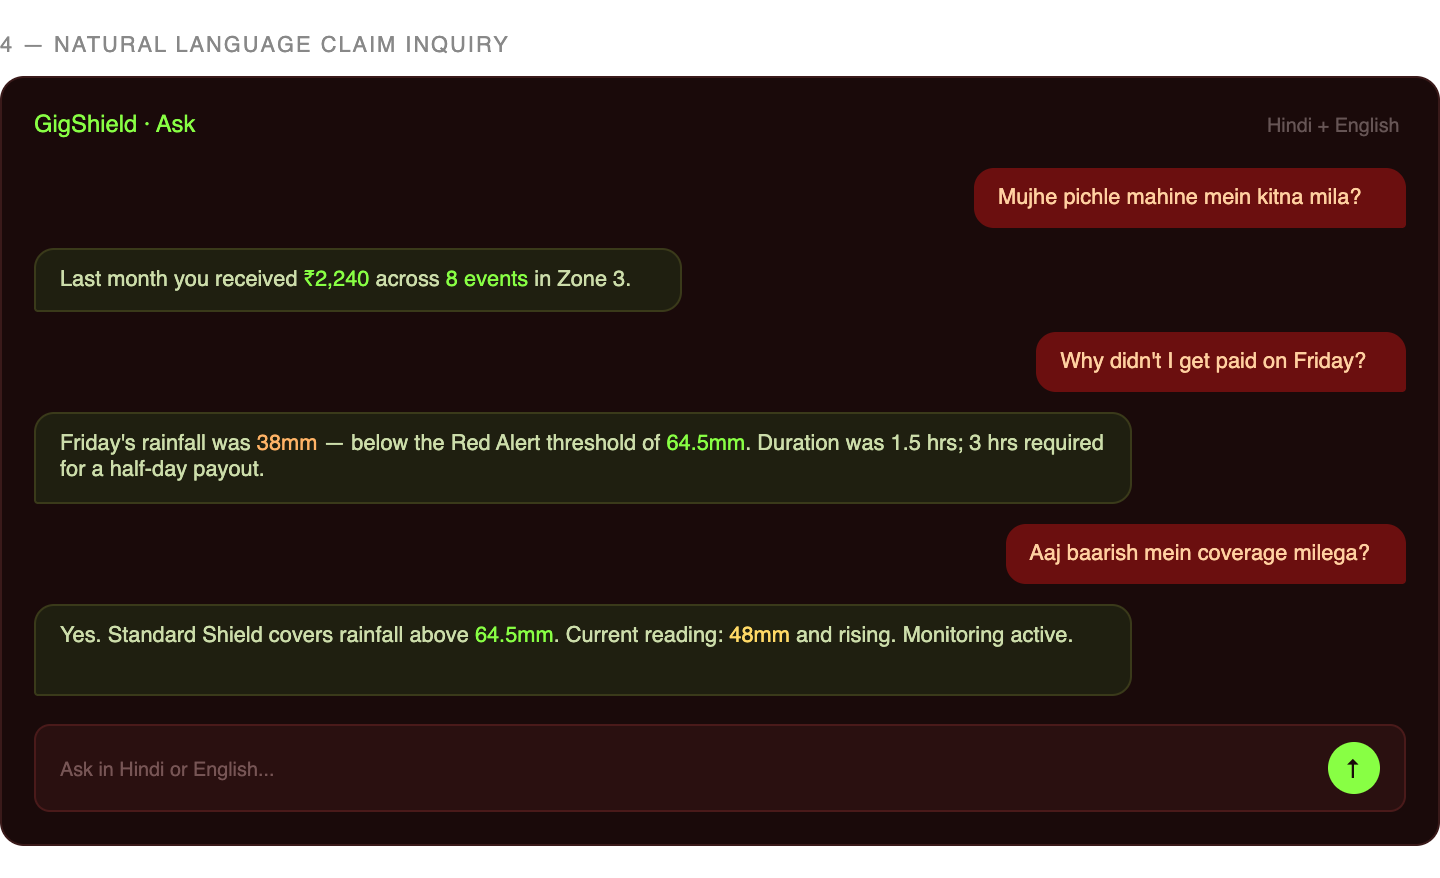 4 — NATURAL LANGUAGE CLAIM INQUIRY
GigShield · Ask
Hindi + English
Mujhe pichle mahine mein kitna mila?
Last month you received ₹2,240 across 8 events in Zone 3.
Why didn't I get paid on Friday?
Friday's rainfall was 38mm — below the Red Alert threshold of 64.5mm. Duration was 1.5 hrs; 3 hrs required
for a half-day payout.
Aaj baarish mein coverage milega?
Yes. Standard Shield covers rainfall above 64.5mm. Current reading: 48mm and rising. Monitoring active.
Ask in Hindi or English...
↑